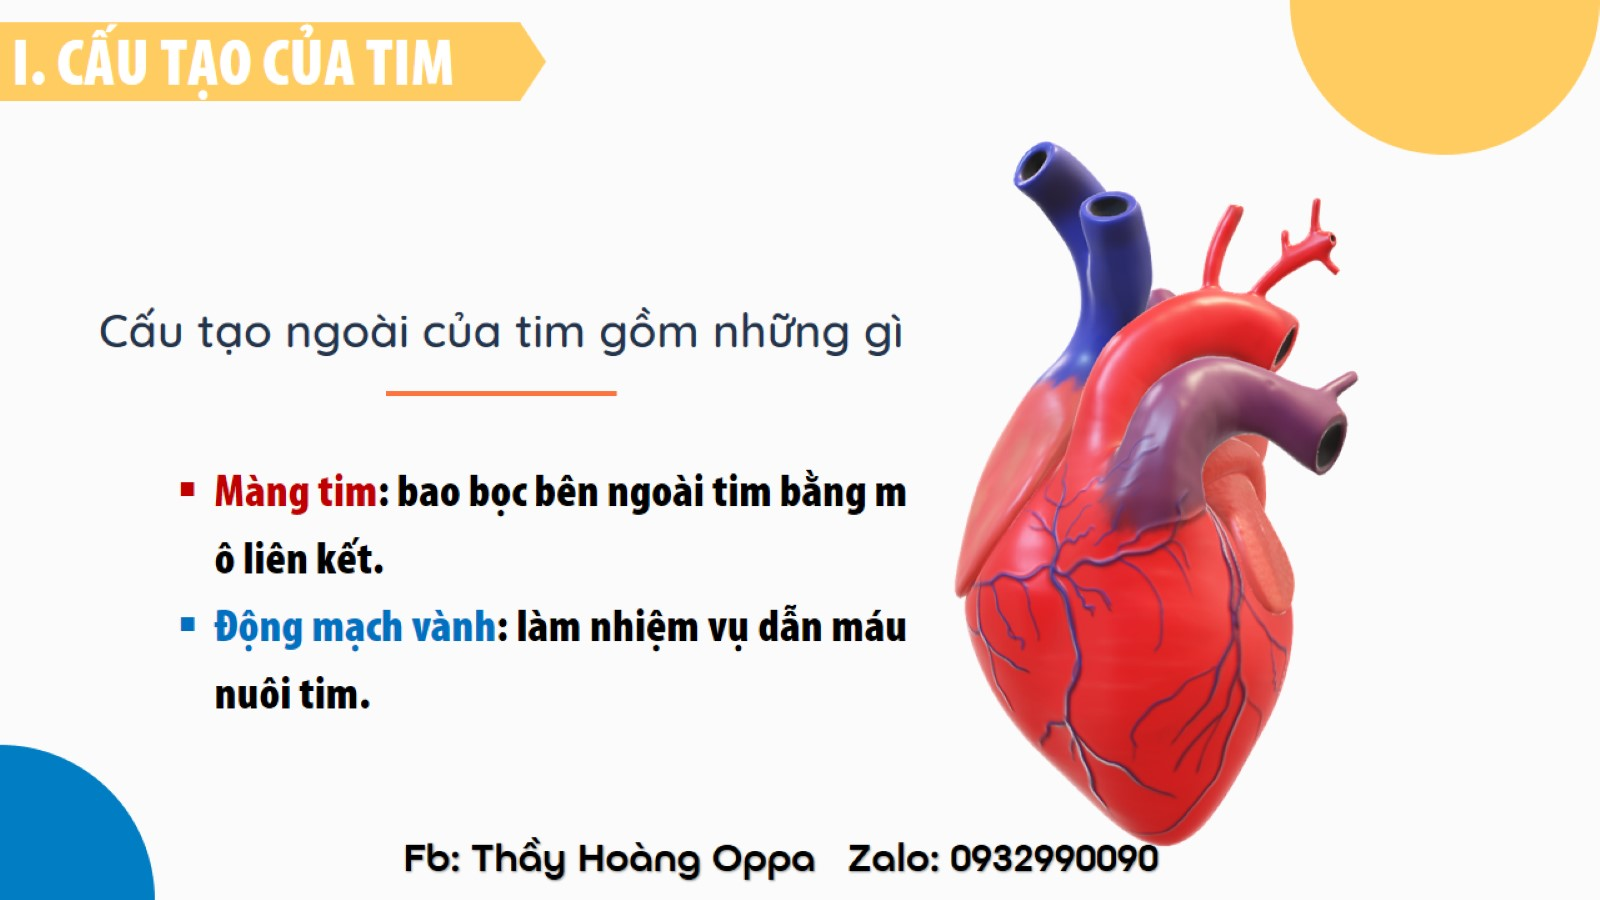 I. CẤU TẠO CỦA TIM
Cấu tạo ngoài của tim gồm những gì
▪ Màng tim: bao bọc bên ngoài tim bằng m
ô liên kết.
▪ Động mạch vành: làm nhiệm vụ dẫn máu
nuôi tim.
Fb: Thầy Hoàng Oppa Zalo: 0932990090